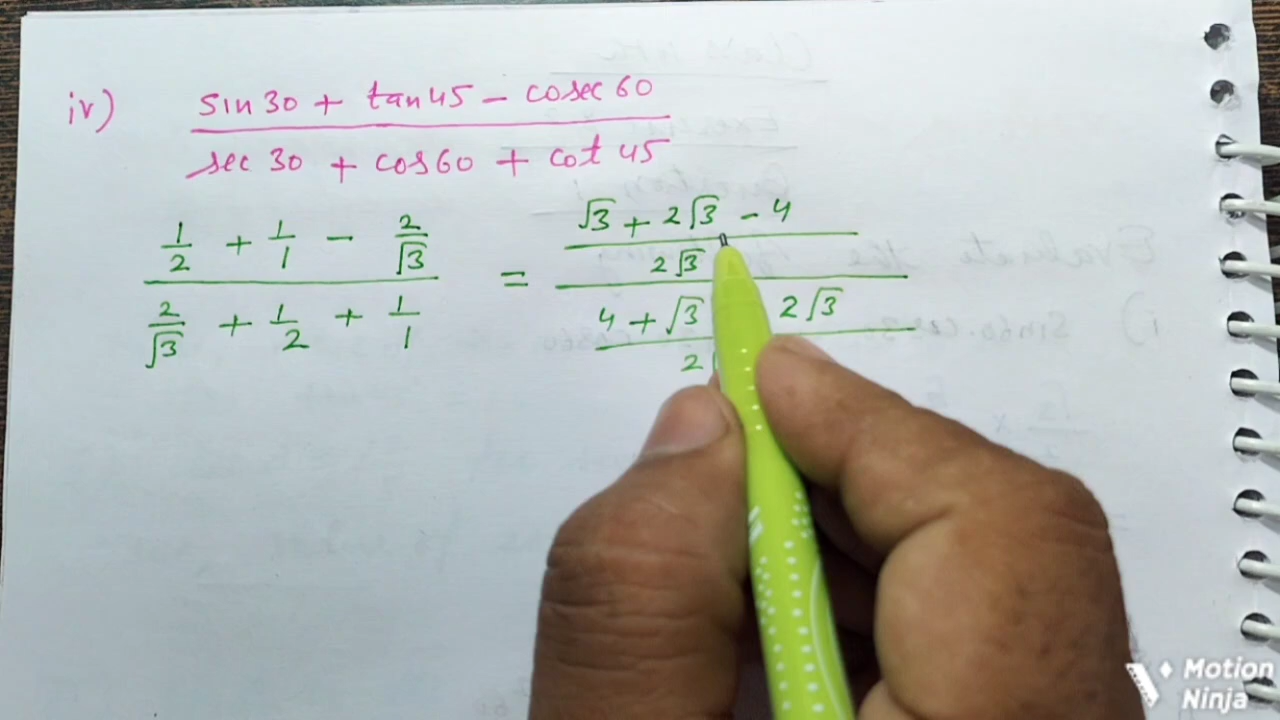 iv) sin 30 + tan 45 - cosec 60
sec 30 + cos 60 + cot 45
1/2 + 1/1 - 2/√3
2/√3 + 1/2 + 1/1
=
√3 + 2√3 - 4
2√3
4 + √3 2√3
2
Motion
Ninja